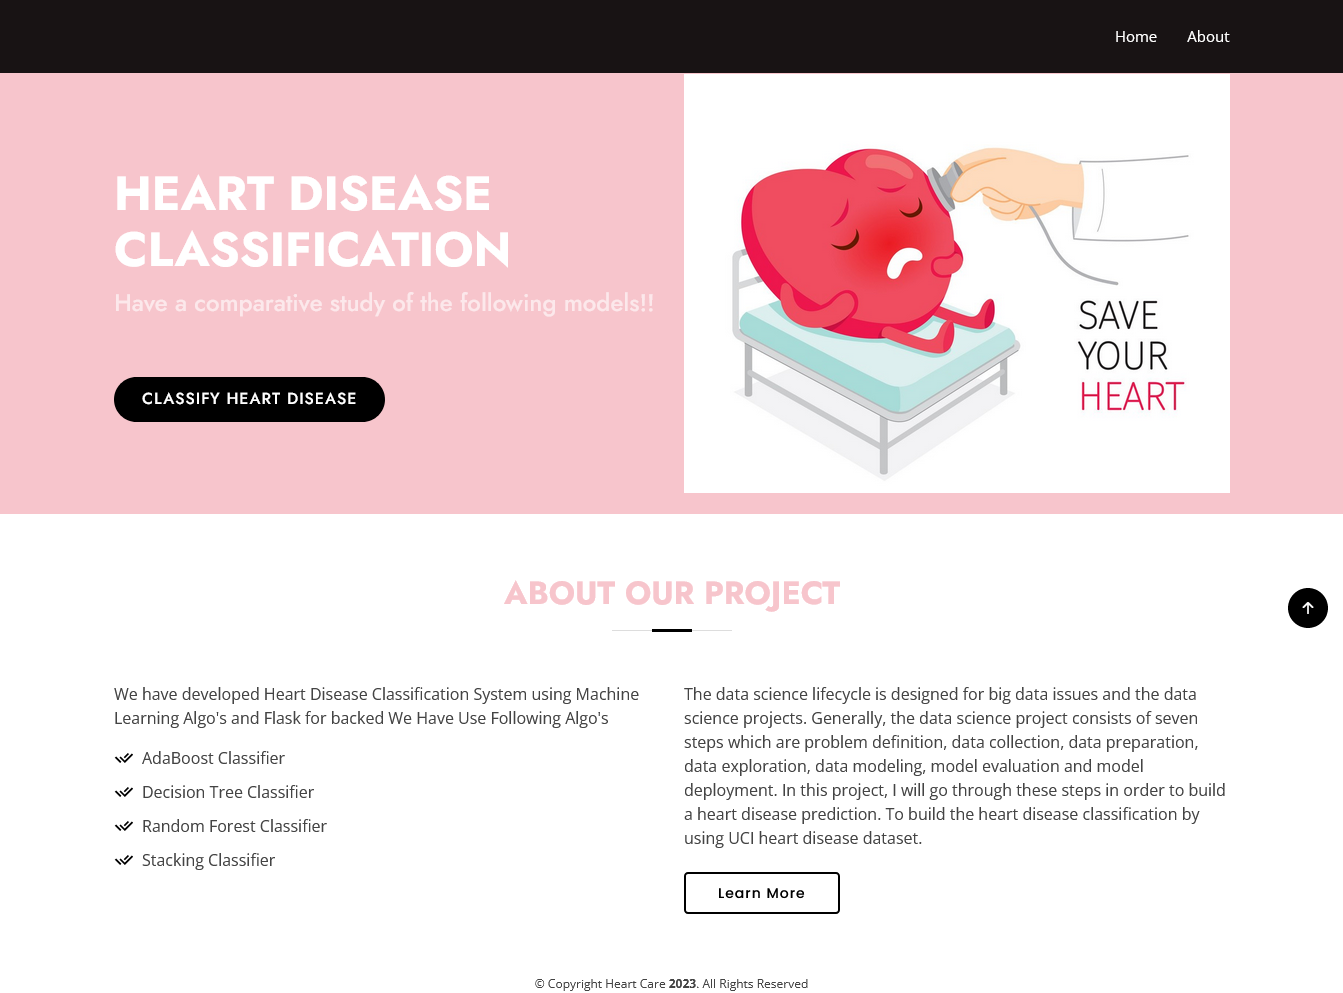 Home About
HEART DISEASE
CLASSIFICATION
Have a comparative study of the following models!!
CLASSIFY HEART DISEASE
SAVE
YOUR
HEART
ABOUT OUR PROJECT
We have developed Heart Disease Classification System using Machine
Learning Algo's and Flask for backed We Have Use Following Algo's
AdaBoost Classifier
Decision Tree Classifier
Random Forest Classifier
Stacking Classifier
The data science lifecycle is designed for big data issues and the data
science projects. Generally, the data science project consists of seven
steps which are problem definition, data collection, data preparation,
data exploration, data modeling, model evaluation and model
deployment. In this project, I will go through these steps in order to build
a heart disease prediction. To build the heart disease classification by
using UCI heart disease dataset.
Learn More
© Copyright Heart Care 2023. All Rights Reserved